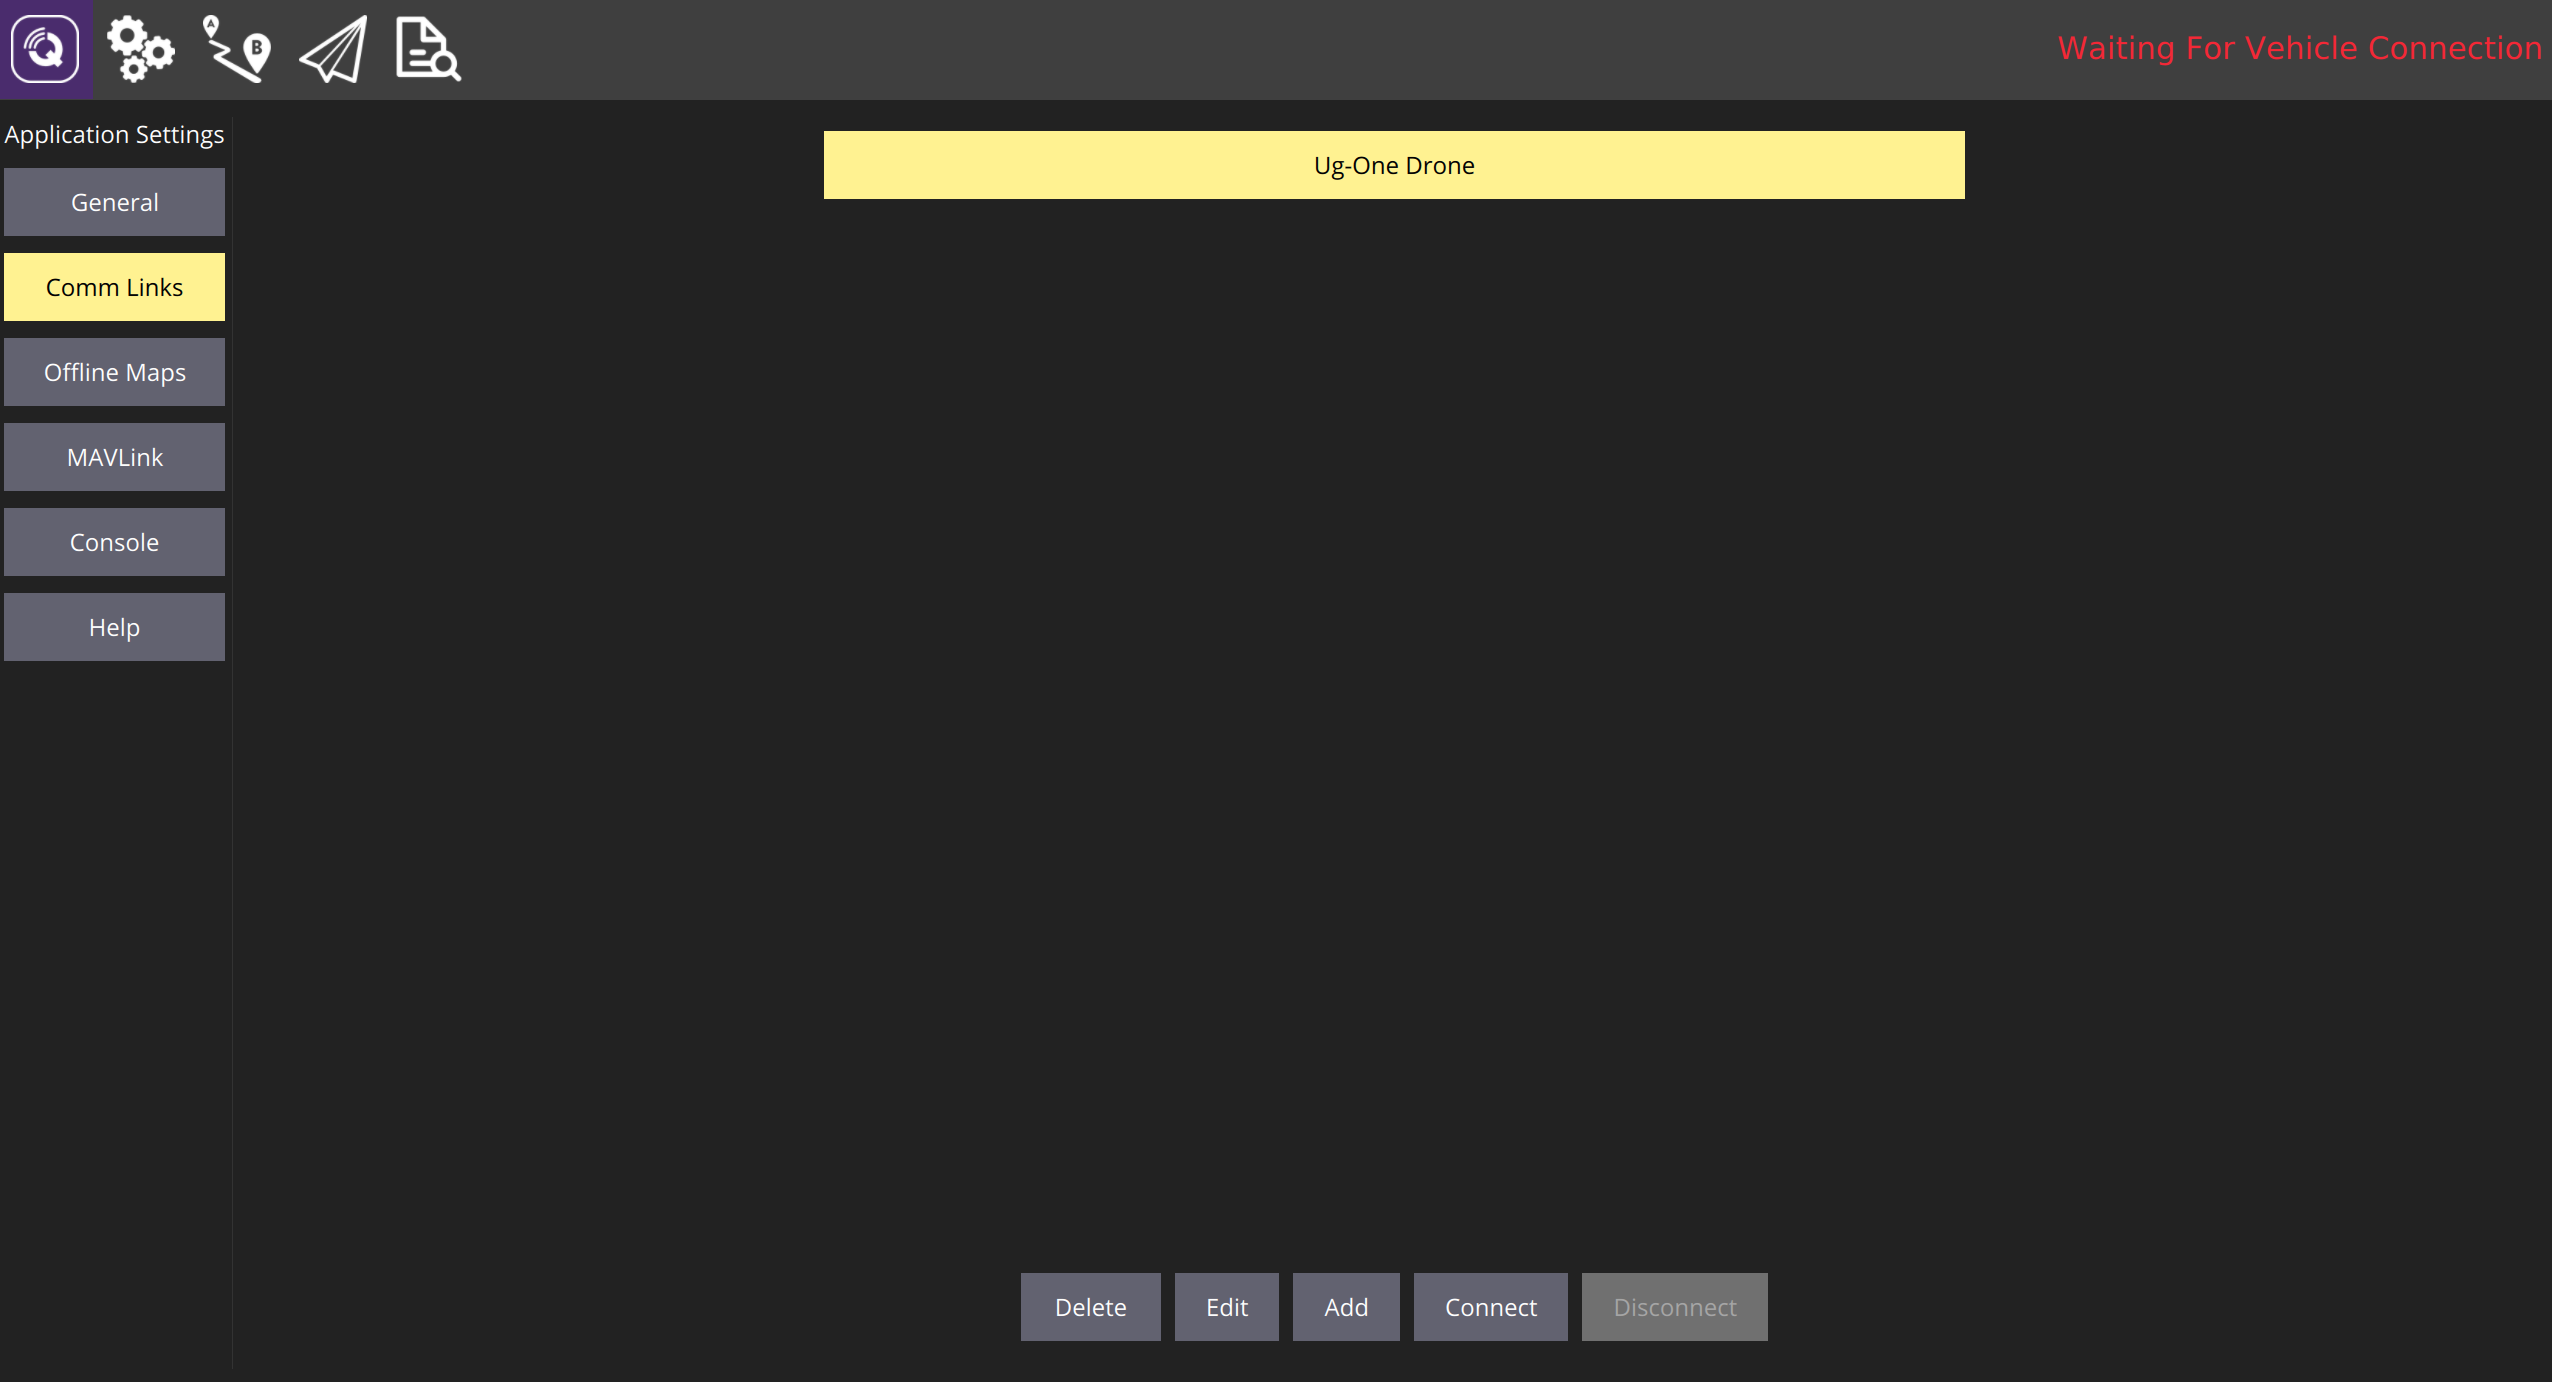 Waiting For Vehicle Connection
A
B
Application Settings
General
Comm Links
Offline Maps
MAVLink
Console
Help
Ug-One Drone
Delete
Edit
Add
Connect
Disconnect